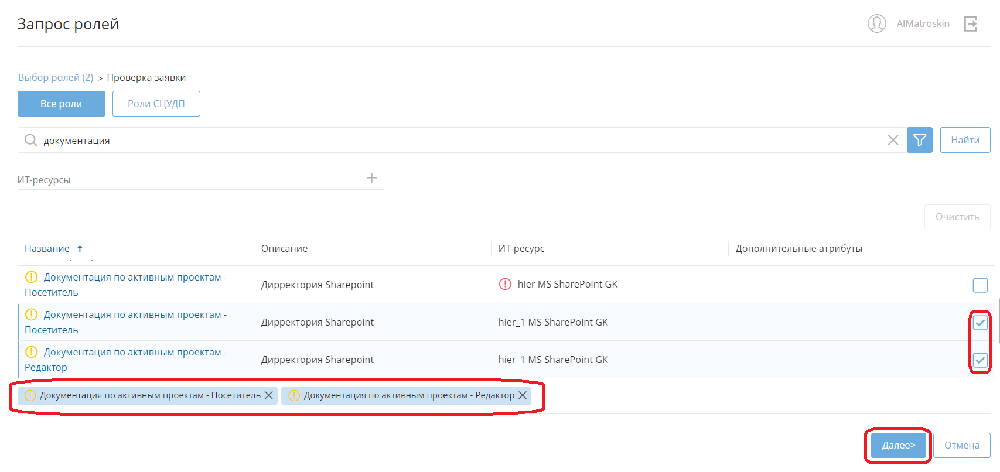 Запрос ролей
AIMatroskin
Выбор ролей (2) > Проверка заявки
Все роли
Роли СЦУДП
документация
Найти
ИТ-ресурсы
Очистить
Название ↑
Описание
ИТ-ресурс
Дополнительные атрибуты
Документация по активным проектам -
Посетитель
Дирректория Sharepoint
hier MS SharePoint GK
Документация по активным проектам -
Посетитель
Дирректория Sharepoint
hier_1 MS SharePoint GK
Документация по активным проектам -
Редактор
Дирректория Sharepoint
hier_1 MS SharePoint GK
Документация по активным проектам - Посетитель
Документация по активным проектам - Редактор
Далее>
Отмена